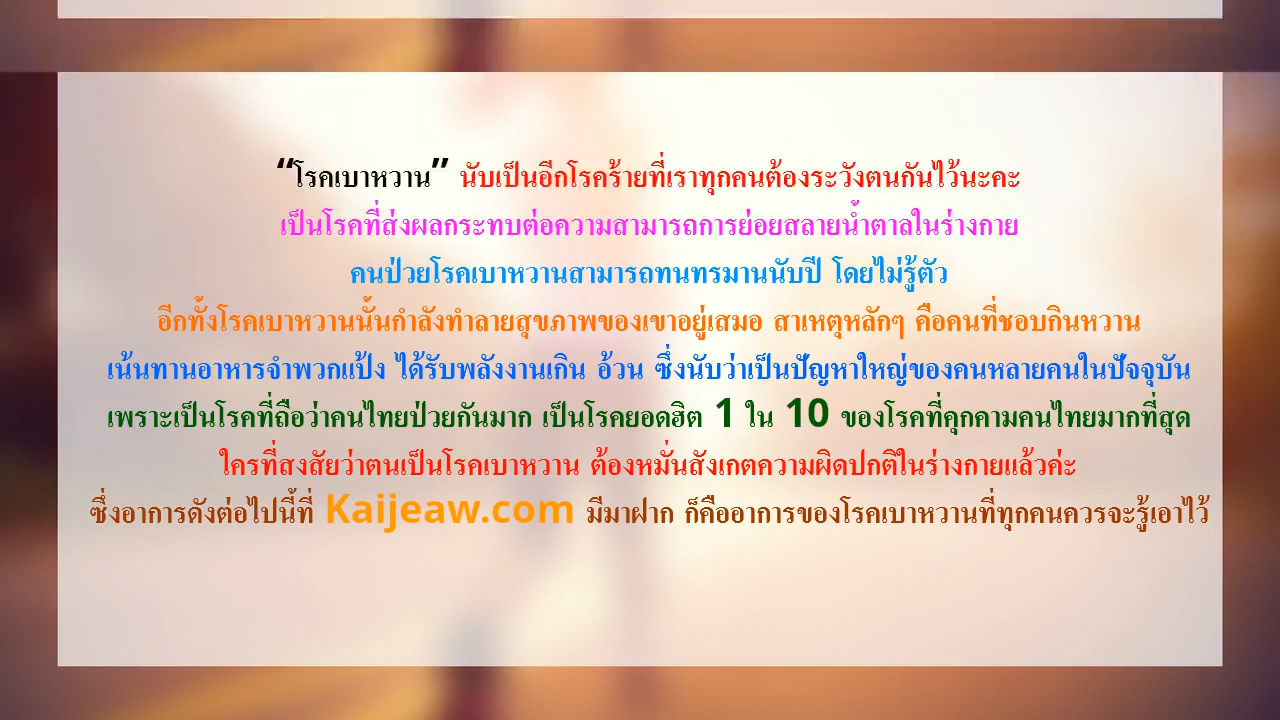 “โรคเบาหวาน” นับเป็นอีกโรคร้ายที่เราทุกคนต้องระวังตนกันไว้นะคะ
เป็นโรคที่ส่งผลกระทบต่อความสามารถการย่อยสลายน้ำตาลในร่างกาย
คนป่วยโรคเบาหวานสามารถทนทรมานนับปี โดยไม่รู้ตัว
อีกทั้งโรคเบาหวานนั้นกำลังทำลายสุขภาพของเขาอยู่เสมอ สาเหตุหลักๆ คือคนที่ชอบกินหวาน
เน้นทานอาหารจำพวกแป้ง ได้รับพลังงานเกิน อ้วน ซึ่งนับว่าเป็นปัญหาใหญ่ของคนหลายคนในปัจจุบัน
เพราะเป็นโรคที่ถือว่าคนไทยป่วยกันมาก เป็นโรคยอดฮิต 1 ใน 10 ของโรคที่คุกคามคนไทยมากที่สุด
ใครที่สงสัยว่าตนเป็นโรคเบาหวาน ต้องหมั่นสังเกตความผิดปกติในร่างกายแล้วค่ะ
ซึ่งอาการดังต่อไปนี้ที่ Kaijeaw.com มีมาฝาก ก็คืออาการของโรคเบาหวานที่ทุกคนควรจะรู้เอาไว้